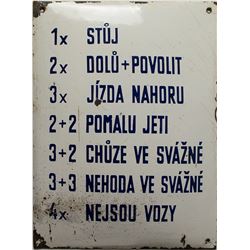 1x STŮJ
2x DOLŮ+POVOLIT
3x JÍZDA NAHORU
2+2 POMALU JETI
3+2 CHŮZE VE SVÁŽNÉ
3+3 NEHODA VE SVÁŽNÉ
4x NEJSOU VOZY